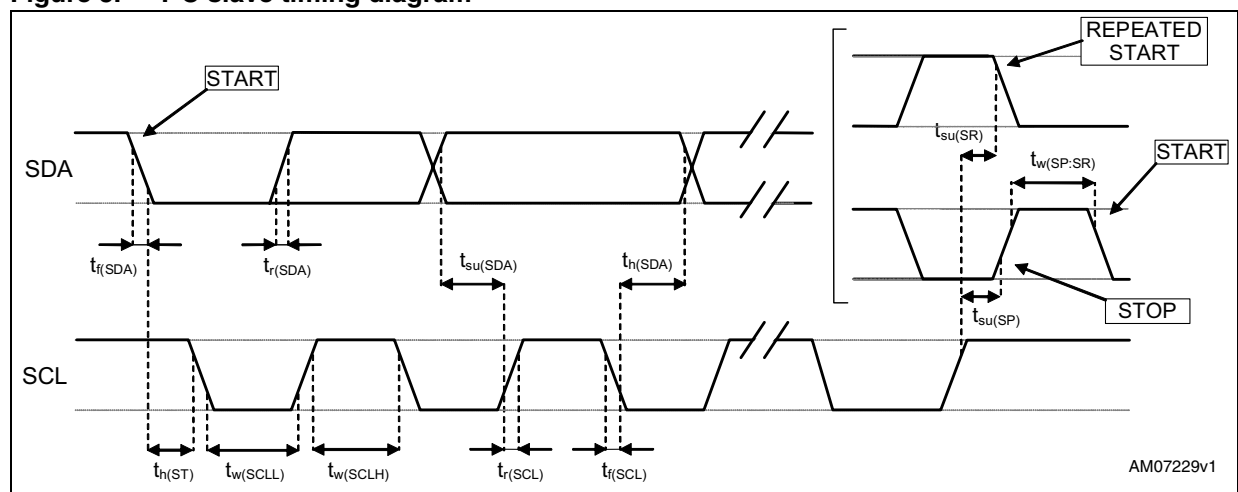 REPEATED
START
START
t_su(SR)
t_w(SP:SR)
START
SDA
t_f(SDA)
t_r(SDA)
t_su(SDA)
t_h(SDA)
t_su(SP)
STOP
SCL
t_h(ST)
t_w(SCLL)
t_w(SCLH)
t_r(SCL)
t_f(SCL)
AM07229v1